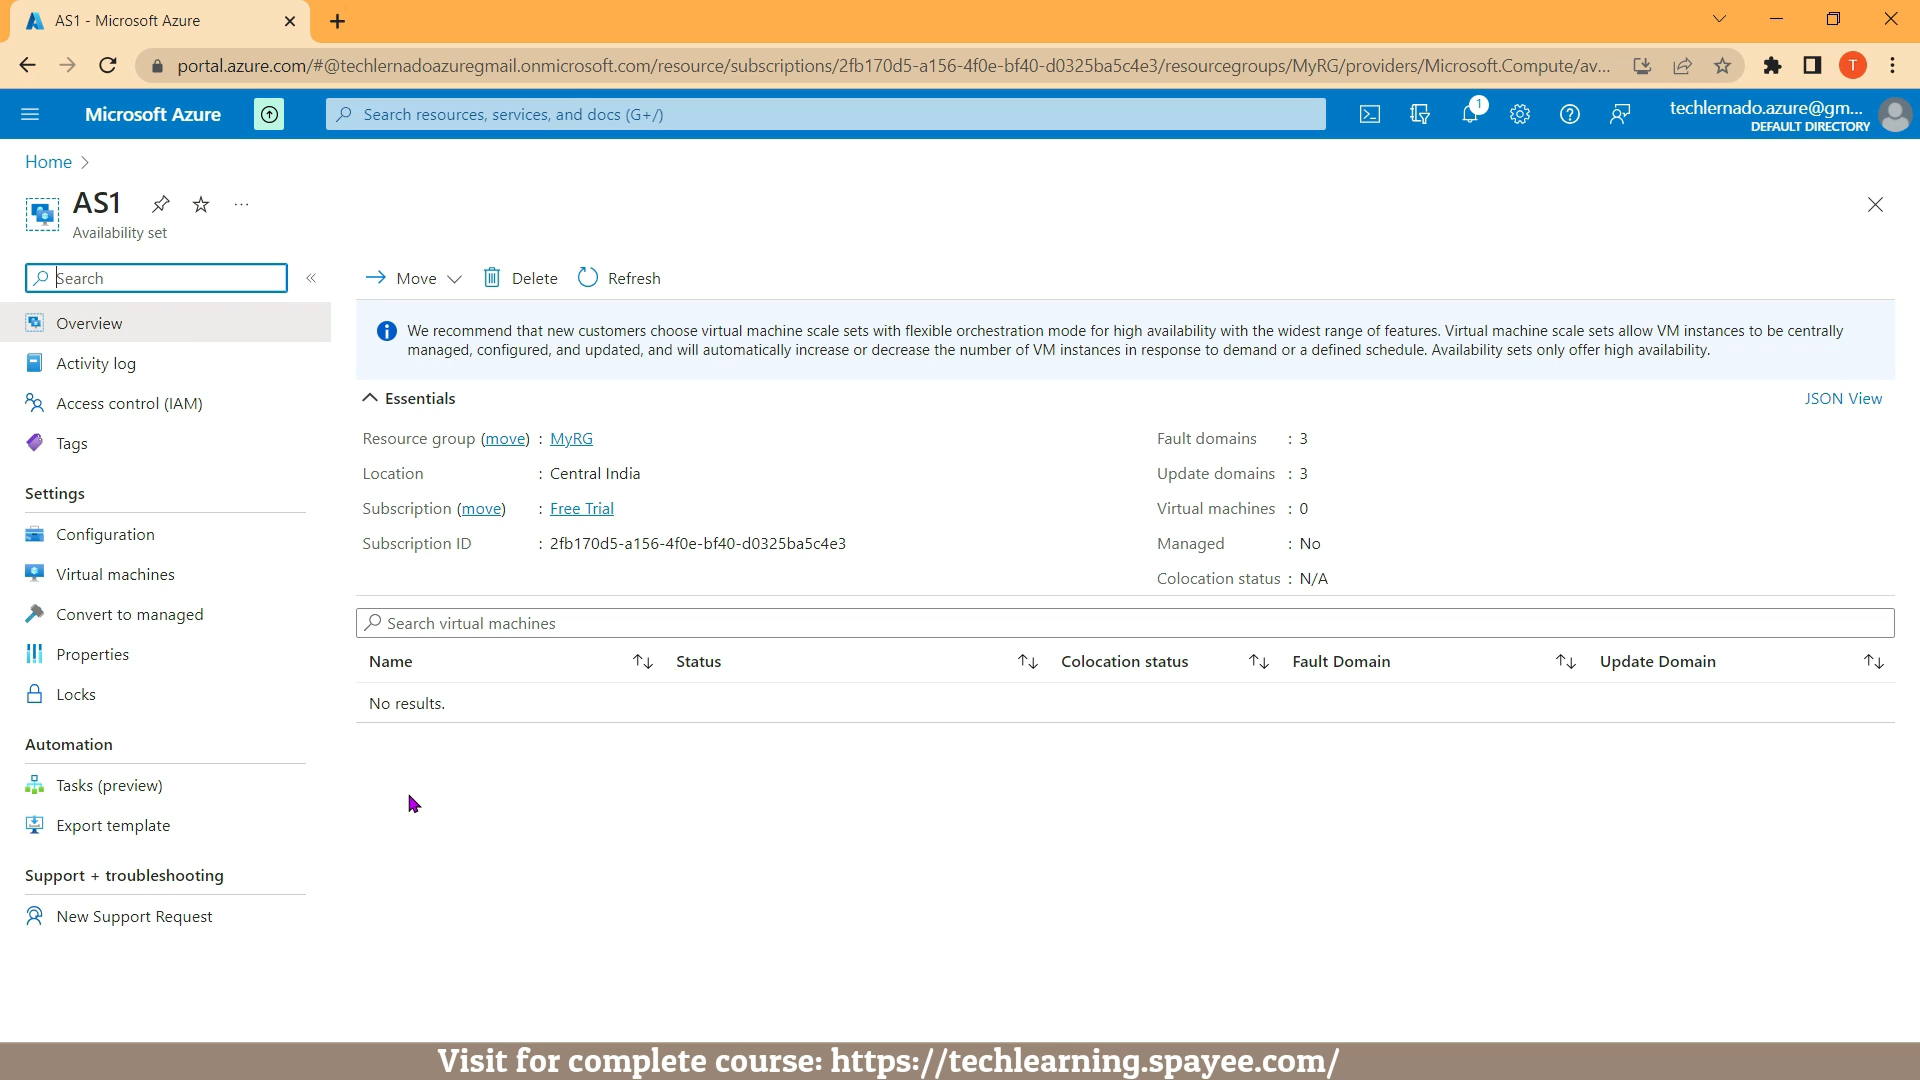 AS1 - Microsoft Azure
portal.azure.com/#@techlernadoazuregmail.onmicrosoft.com/resource/subscriptions/2fb170d5-a156-4f0e-bf40-d0325ba5c4e3/resourcegroups/MyRG/providers/Microsoft.Compute/av...
T
Microsoft Azure
Search resources, services, and docs (G+/)
1
techlernado.azure@gm...
DEFAULT DIRECTORY
Home
AS1
Availability set
Search
Move
Delete
Refresh
Overview
Activity log
Access control (IAM)
Tags
Settings
Configuration
Virtual machines
Convert to managed
Properties
Locks
Automation
Tasks (preview)
Export template
Support + troubleshooting
New Support Request
We recommend that new customers choose virtual machine scale sets with flexible orchestration mode for high availability with the widest range of features. Virtual machine scale sets allow VM instances to be centrally
managed, configured, and updated, and will automatically increase or decrease the number of VM instances in response to demand or a defined schedule. Availability sets only offer high availability.
Essentials
JSON View
Resource group (move) : MyRG
Location : Central India
Subscription (move) : Free Trial
Subscription ID : 2fb170d5-a156-4f0e-bf40-d0325ba5c4e3
Fault domains : 3
Update domains : 3
Virtual machines : 0
Managed : No
Colocation status : N/A
Search virtual machines
Name Status Colocation status Fault Domain Update Domain
No results.
Visit for complete course: https://techlearning.spayee.com/